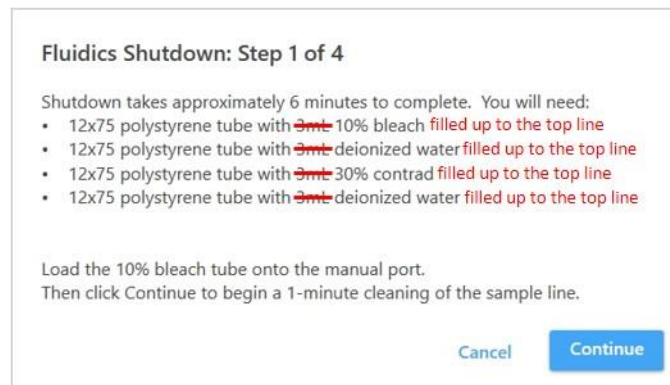 Fluidics Shutdown: Step 1 of 4
Shutdown takes approximately 6 minutes to complete. You will need:
• 12x75 polystyrene tube with 3mL 10% bleach filled up to the top line
• 12x75 polystyrene tube with 3mL deionized water filled up to the top line
• 12x75 polystyrene tube with 3mL 30% contrad filled up to the top line
• 12x75 polystyrene tube with 3mL deionized water filled up to the top line
Load the 10% bleach tube onto the manual port.
Then click Continue to begin a 1-minute cleaning of the sample line.
Cancel Continue